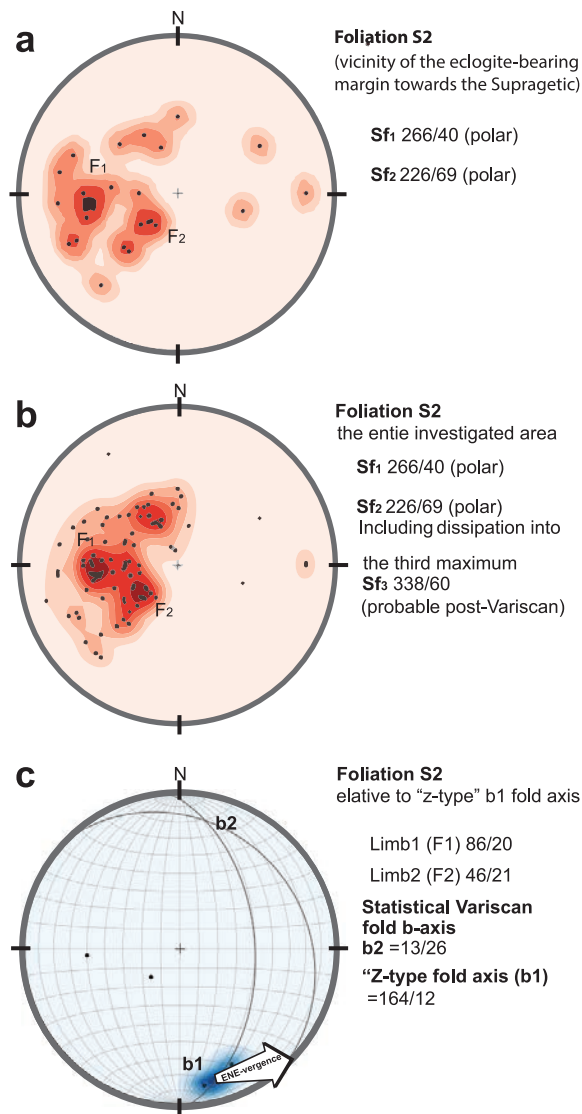 a
N
Foliation S2
(vicinity of the eclogite-bearing
margin towards the Supragetic)
Sf1 266/40 (polar)
Sf2 226/69 (polar)
F1
F2
b
N
Foliation S2
the entie investigated area
Sf1 266/40 (polar)
Sf2 226/69 (polar)
Including dissipation into
the third maximum
Sf3 338/60
(probable post-Variscan)
F1
F2
c
N
Foliation S2
elative to “z-type” b1 fold axis
b2
Limb1 (F1) 86/20
Limb2 (F2) 46/21
Statistical Variscan
fold b-axis
b2 =13/26
“Z-type fold axis (b1)
=164/12
b1
ENE-vergence